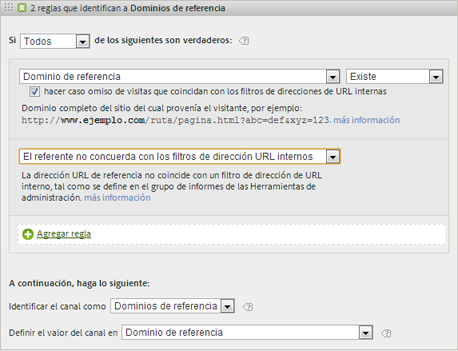 2 reglas que identifican a Dominios de referencia
Si Todos de los siguientes son verdaderos:
Dominio de referencia Existe
hacer caso omiso de visitas que coincidan con los filtros de direcciones de URL internas
Dominio completo del sitio del cual provenía el visitante, por ejemplo:
http://www.ejemplo.com/ruta/pagina.html?abc=def&xyz=123. más información
El referente no concuerda con los filtros de dirección URL internos
La dirección URL de referencia no coincide con un filtro de dirección de URL
interno, tal como se define en el grupo de informes de las Herramientas de
administración. más información
Agregar regla
A continuación, haga lo siguiente:
Identificar el canal como Dominios de referencia
Definir el valor del canal en Dominio de referencia